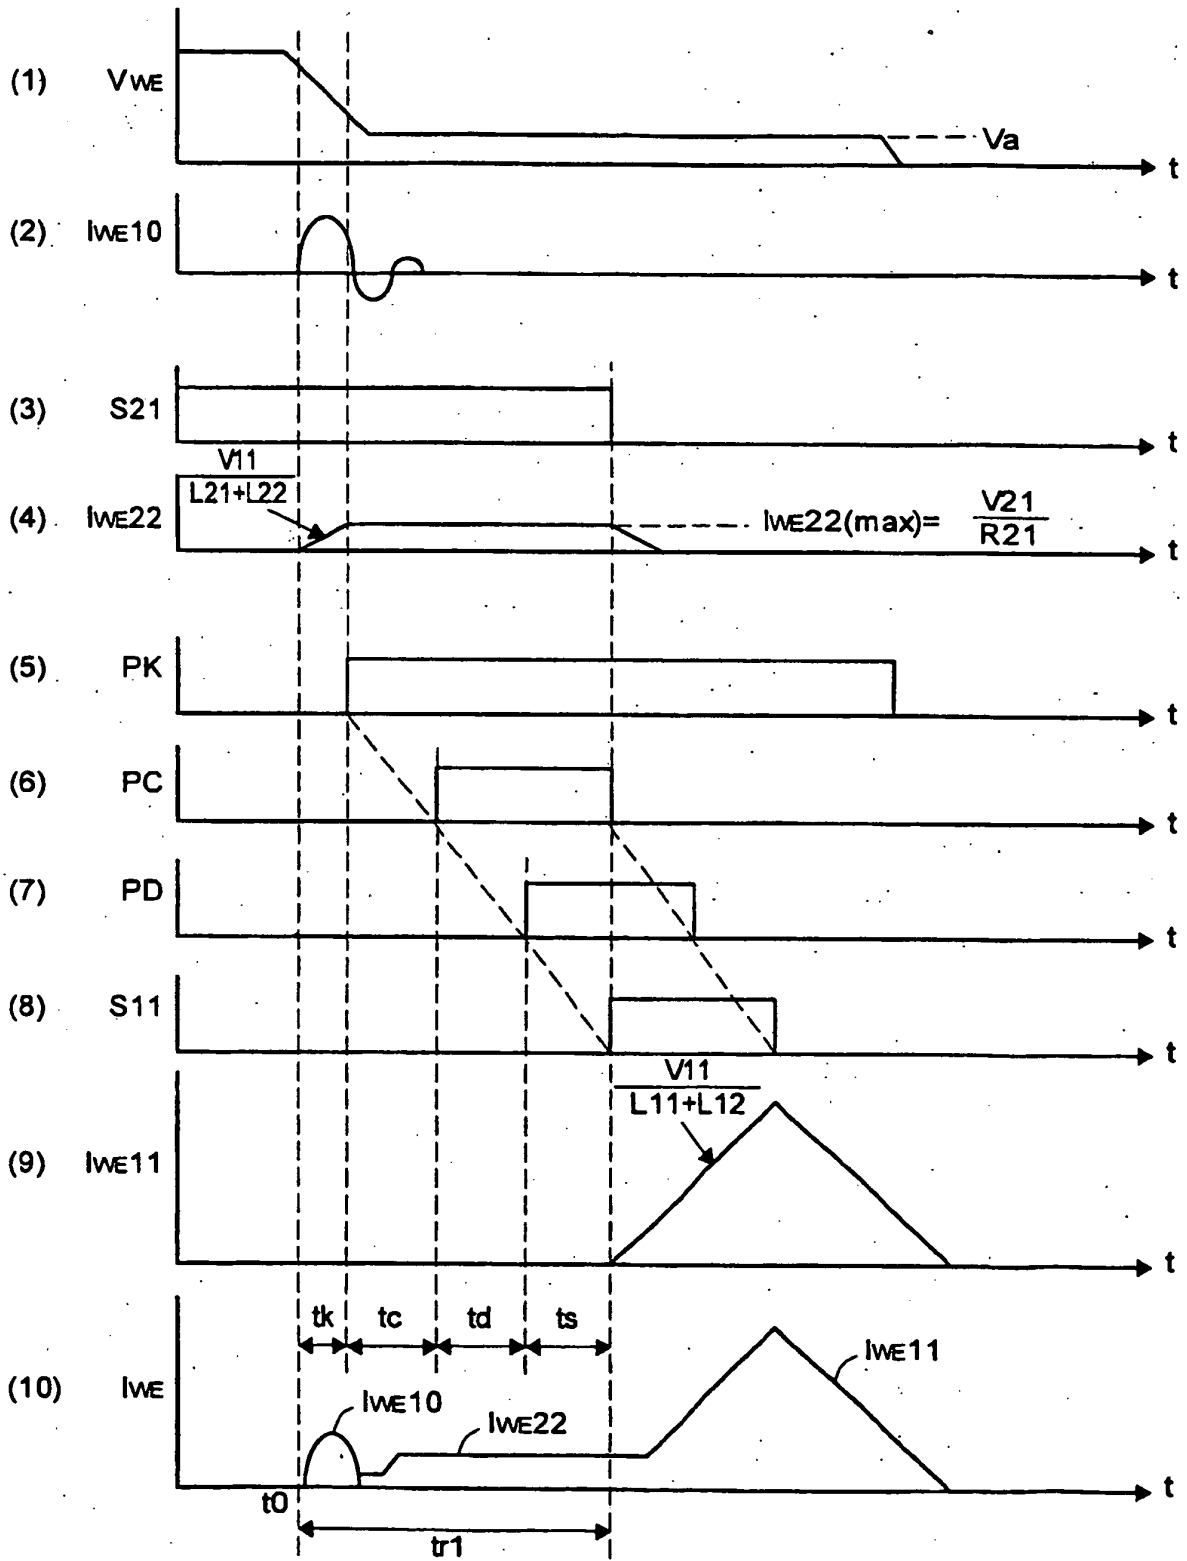 (1) VWE
Va
t
(2) IWE10
t
(3) S21
t
V11
L21+L22
(4) IWE22
IWE22(max)= V21
R21
t
(5) PK
t
(6) PC
t
(7) PD
t
(8) S11
t
V11
L11+L12
(9) IWE11
t
tk tc td ts
(10) IWE
IWE10
IWE22
IWE11
t
t0
tr1